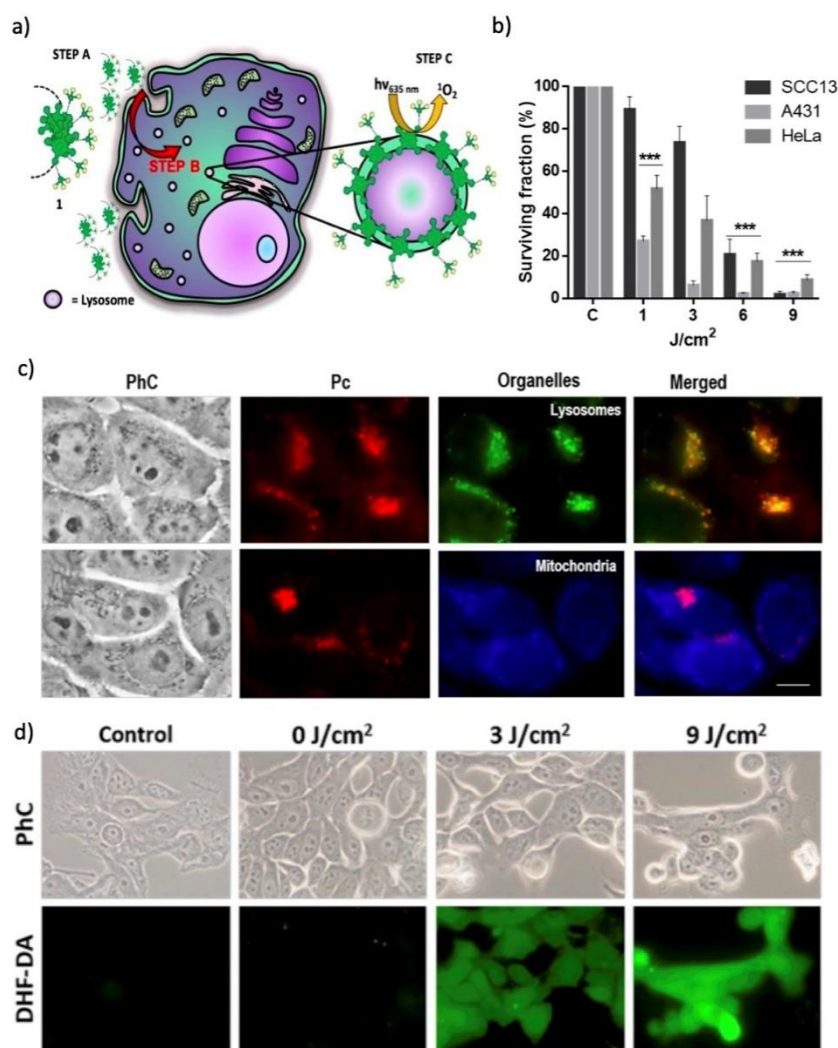 a)
STEP A
STEP C
hν635 nm
¹O₂
STEP B
1
= Lysosome
b)
Surviving fraction (%)
100
80
60
40
20
0
SCC13
A431
HeLa
***
***
***
C 1 3 6 9
J/cm²
c)
PhC Pc Organelles Merged
Lysosomes
Mitochondria
d)
Control 0 J/cm² 3 J/cm² 9 J/cm²
PhC
DHF-DA